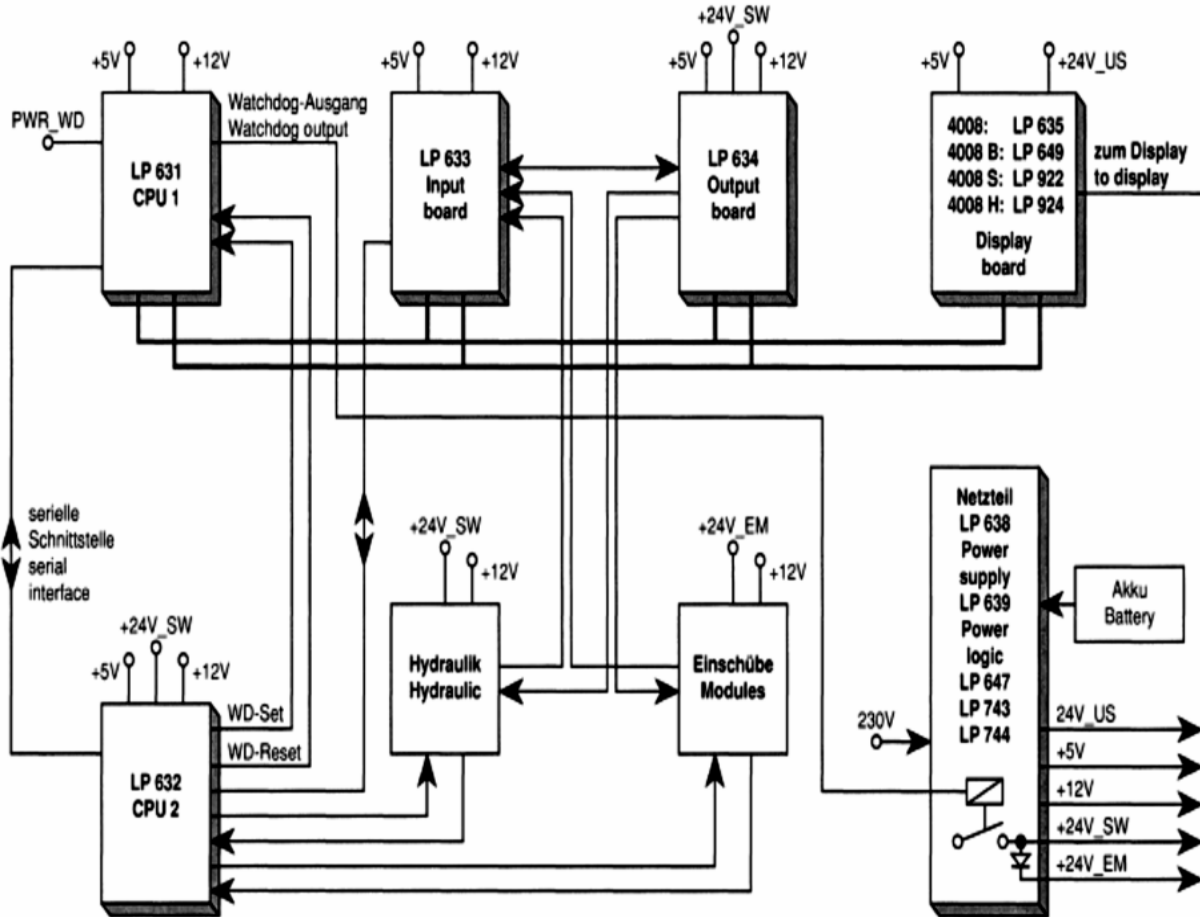 +24V_SW
+5V
+12V
+5V
+12V
+5V
+12V
+5V
+24V_US
PWR_WD
LP 631
CPU 1
Watchdog-Ausgang
Watchdog output
LP 633
Input
board
LP 634
Output
board
4008: LP 635
4008 B: LP 649
4008 S: LP 922
4008 H: LP 924
Display
board
zum Display
to display
serielle
Schnittstelle
serial
interface
+24V_SW
+12V
Hydraulik
Hydraulic
+24V_EM
+12V
Einschübe
Modules
Netzteil
LP 638
Power
supply
LP 639
Power
logic
LP 647
LP 743
LP 744
Akku
Battery
230V
+24V_SW
+5V
+12V
LP 632
CPU 2
WD-Set
WD-Reset
24V_US
+5V
+12V
+24V_SW
+24V_EM